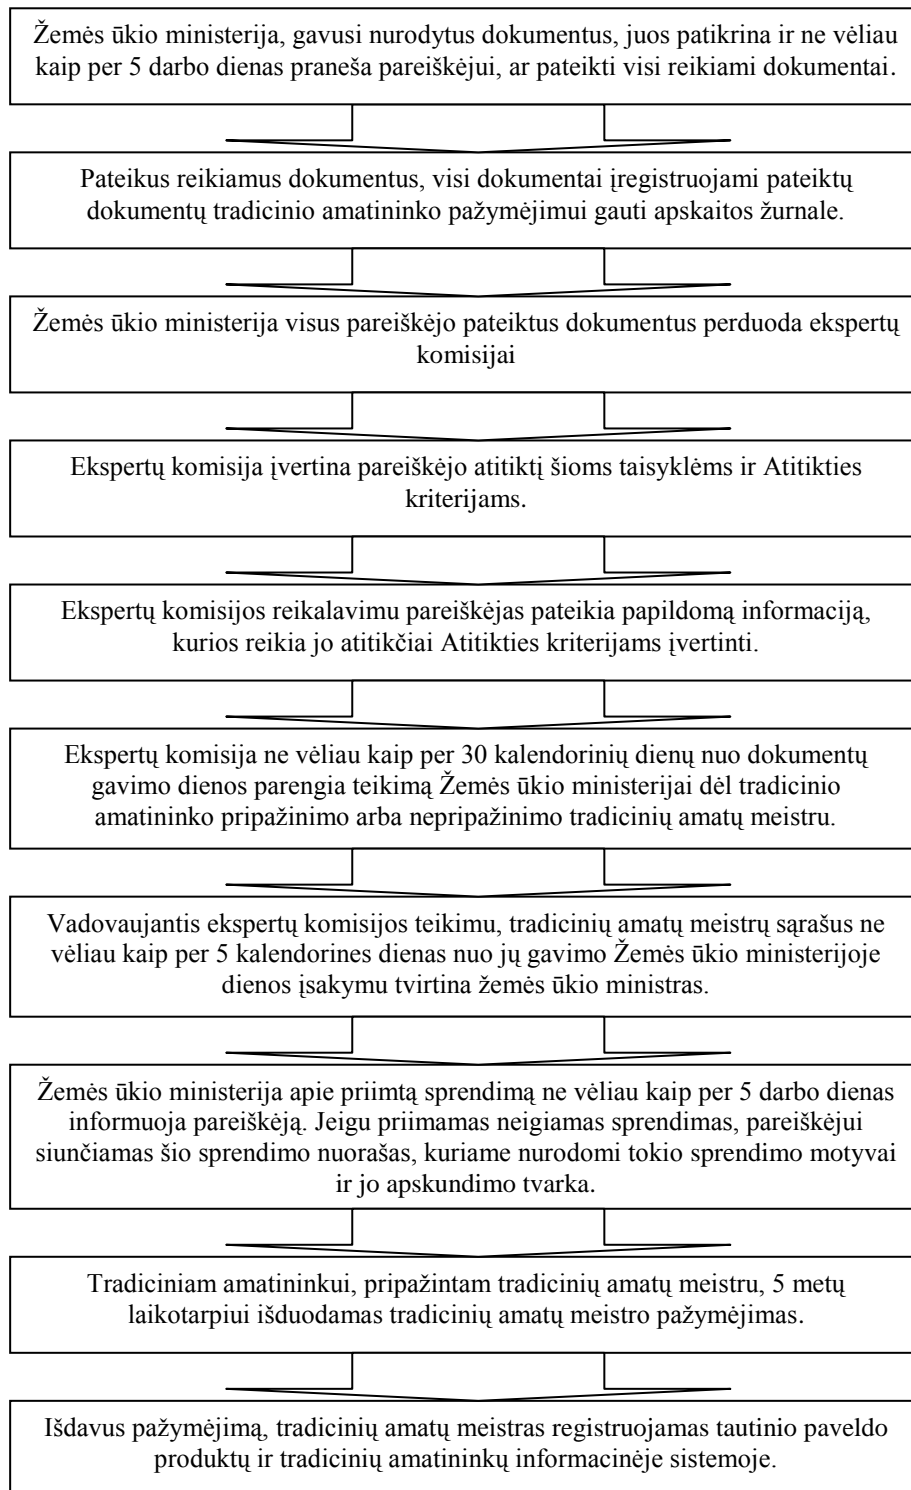 Žemės ūkio ministerija, gavusi nurodytus dokumentus, juos patikrina ir ne vėliau
kaip per 5 darbo dienas praneša pareiškėjui, ar pateikti visi reikiami dokumentai.
Pateikus reikiamus dokumentus, visi dokumentai įregistruojami pateiktų
dokumentų tradicinio amatininko pažymėjimui gauti apskaitos žurnale.
Žemės ūkio ministerija visus pareiškėjo pateiktus dokumentus perduoda ekspertų
komisijai
Ekspertų komisija įvertina pareiškėjo atitiktį šioms taisyklėms ir Atitikties
kriterijams.
Ekspertų komisijos reikalavimu pareiškėjas pateikia papildomą informaciją,
kurios reikia jo atitikčiai Atitikties kriterijams įvertinti.
Ekspertų komisija ne vėliau kaip per 30 kalendorinių dienų nuo dokumentų
gavimo dienos parengia teikimą Žemės ūkio ministerijai dėl tradicinio
amatininko pripažinimo arba nepripažinimo tradicinių amatų meistru.
Vadovaujantis ekspertų komisijos teikimu, tradicinių amatų meistrų sąrašus ne
vėliau kaip per 5 kalendorines dienas nuo jų gavimo Žemės ūkio ministerijoje
dienos įsakymu tvirtina žemės ūkio ministras.
Žemės ūkio ministerija apie priimtą sprendimą ne vėliau kaip per 5 darbo dienas
informuoja pareiškėją. Jeigu priimamas neigiamas sprendimas, pareiškėjui
siunčiamas šio sprendimo nuorašas, kuriame nurodomi tokio sprendimo motyvai
ir jo apskundimo tvarka.
Tradiciniam amatininkui, pripažintam tradicinių amatų meistru, 5 metų
laikotarpiui išduodamas tradicinių amatų meistro pažymėjimas.
Išdavus pažymėjimą, tradicinių amatų meistras registruojamas tautinio paveldo
produktų ir tradicinių amatininkų informacinėje sistemoje.